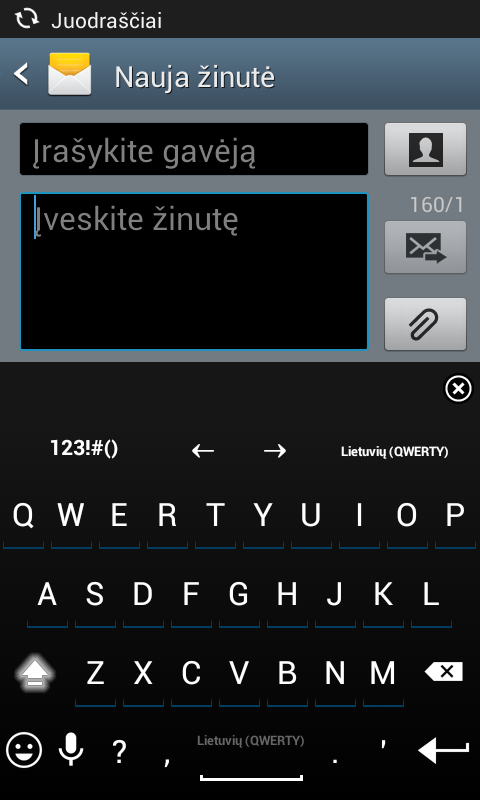 Juodraščiai
Nauja žinutė
Įrašykite gavėją
Įveskite žinutę
160/1
123!#() ← → Lietuvių (QWERTY)
Q W E R T Y U I O P
A S D F G H J K L
Z X C V B N M
? , Lietuvių (QWERTY) . '